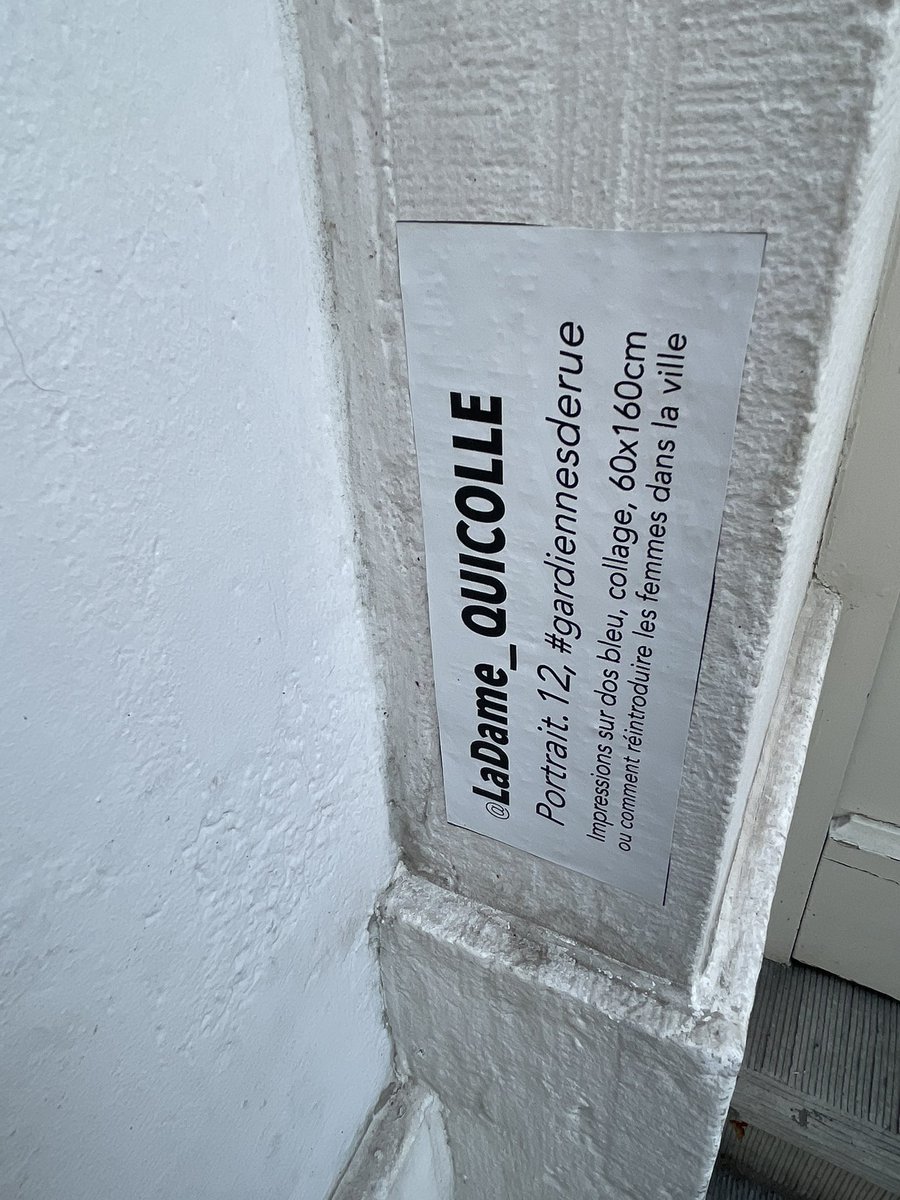 @LaDame_QUICOLLE
Portrait. 12, #gardiennesderue
Impressions sur dos bleu, collage, 60x160cm
ou comment réintroduire les femmes dans la ville